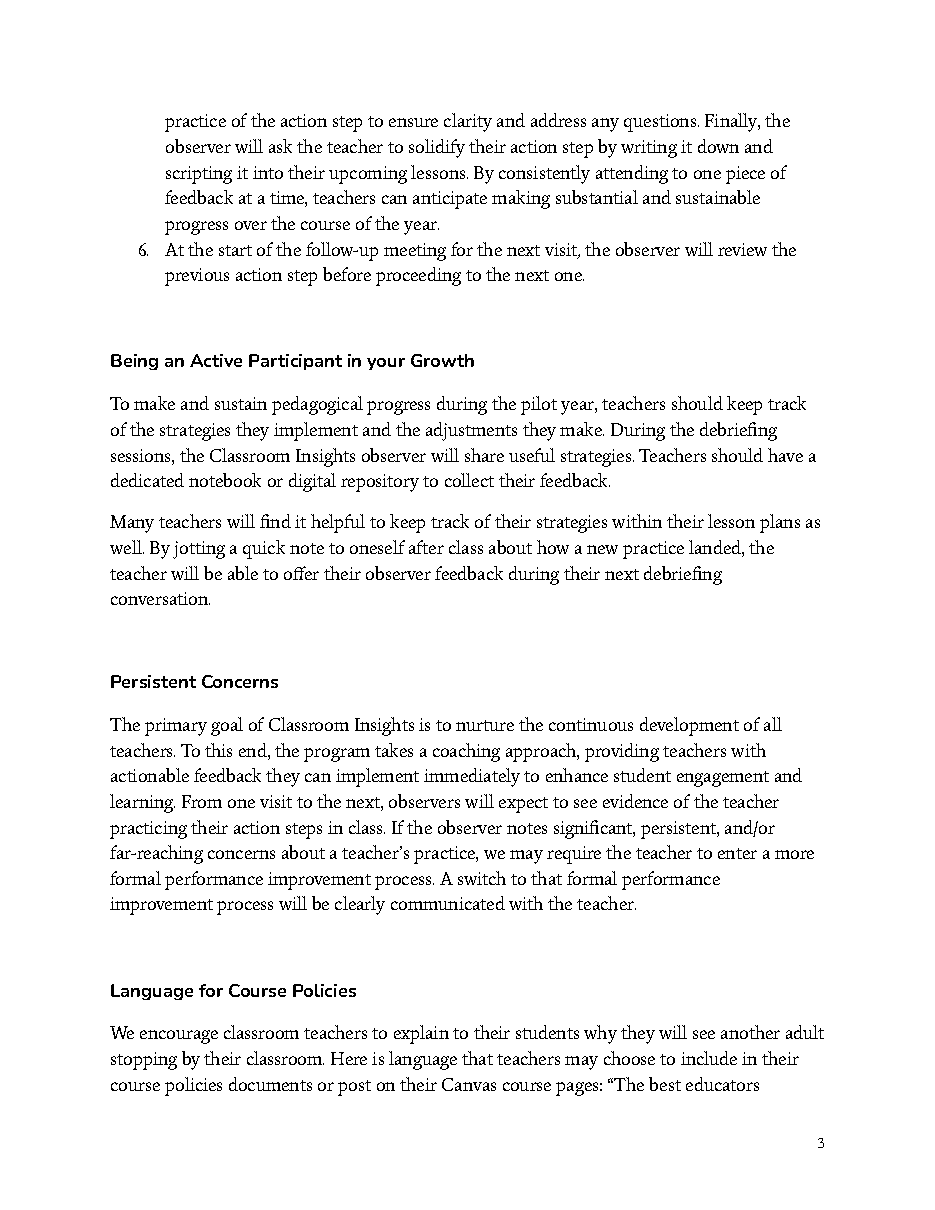 practice of the action step to ensure clarity and address any questions. Finally, the
observer will ask the teacher to solidify their action step by writing it down and
scripting it into their upcoming lessons. By consistently attending to one piece of
feedback at a time, teachers can anticipate making substantial and sustainable
progress over the course of the year.
6. At the start of the follow-up meeting for the next visit, the observer will review the
previous action step before proceeding to the next one.
Being an Active Participant in your Growth
To make and sustain pedagogical progress during the pilot year, teachers should keep track
of the strategies they implement and the adjustments they make. During the debriefing
sessions, the Classroom Insights observer will share useful strategies. Teachers should have a
dedicated notebook or digital repository to collect their feedback.
Many teachers will find it helpful to keep track of their strategies within their lesson plans as
well. By jotting a quick note to oneself after class about how a new practice landed, the
teacher will be able to offer their observer feedback during their next debriefing
conversation.
Persistent Concerns
The primary goal of Classroom Insights is to nurture the continuous development of all
teachers. To this end, the program takes a coaching approach, providing teachers with
actionable feedback they can implement immediately to enhance student engagement and
learning. From one visit to the next, observers will expect to see evidence of the teacher
practicing their action steps in class. If the observer notes significant, persistent, and/or
far-reaching concerns about a teacher’s practice, we may require the teacher to enter a more
formal performance improvement process. A switch to that formal performance
improvement process will be clearly communicated with the teacher.
Language for Course Policies
We encourage classroom teachers to explain to their students why they will see another adult
stopping by their classroom. Here is language that teachers may choose to include in their
course policies documents or post on their Canvas course pages: “The best educators
3